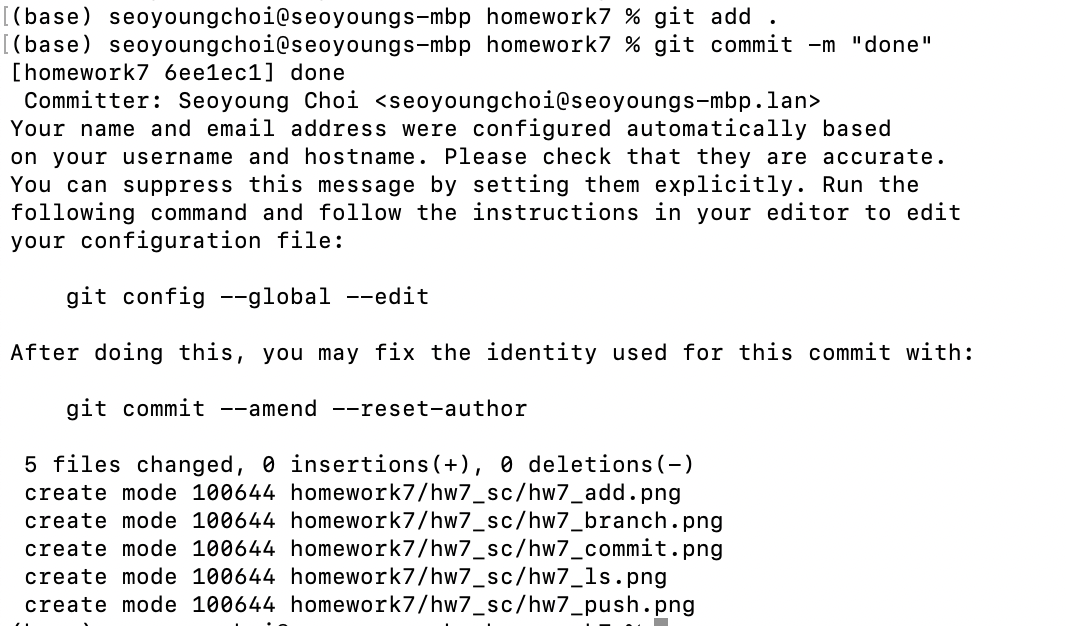 (base) seoyoungchoi@seoyoungs-mbp homework7 % git add .
(base) seoyoungchoi@seoyoungs-mbp homework7 % git commit -m "done"
[homework7 6ee1ec1] done
Committer: Seoyoung Choi <seoyoungchoi@seoyoungs-mbp.lan>
Your name and email address were configured automatically based
on your username and hostname. Please check that they are accurate.
You can suppress this message by setting them explicitly. Run the
following command and follow the instructions in your editor to edit
your configuration file:
git config --global --edit
After doing this, you may fix the identity used for this commit with:
git commit --amend --reset-author
5 files changed, 0 insertions(+), 0 deletions(-)
create mode 100644 homework7/hw7_sc/hw7_add.png
create mode 100644 homework7/hw7_sc/hw7_branch.png
create mode 100644 homework7/hw7_sc/hw7_commit.png
create mode 100644 homework7/hw7_sc/hw7_ls.png
create mode 100644 homework7/hw7_sc/hw7_push.png